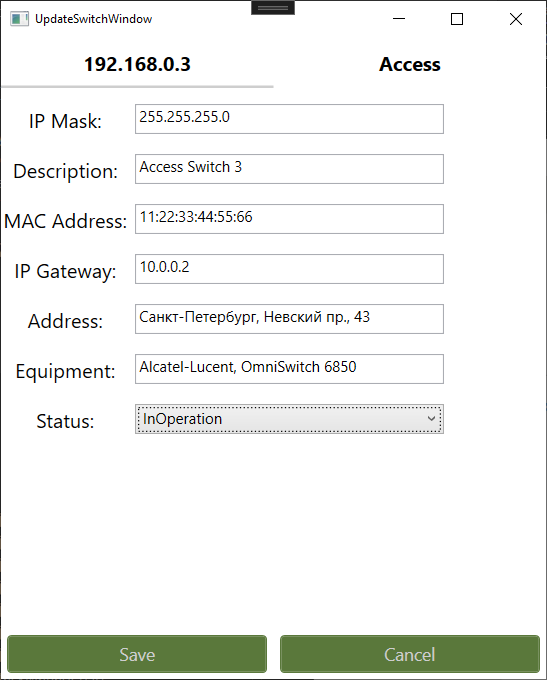 UpdateSwitchWindow
192.168.0.3 Access
IP Mask: 255.255.255.0
Description: Access Switch 3
MAC Address: 11:22:33:44:55:66
IP Gateway: 10.0.0.2
Address: Санкт-Петербург, Невский пр., 43
Equipment: Alcatel-Lucent, OmniSwitch 6850
Status: InOperation
Save Cancel